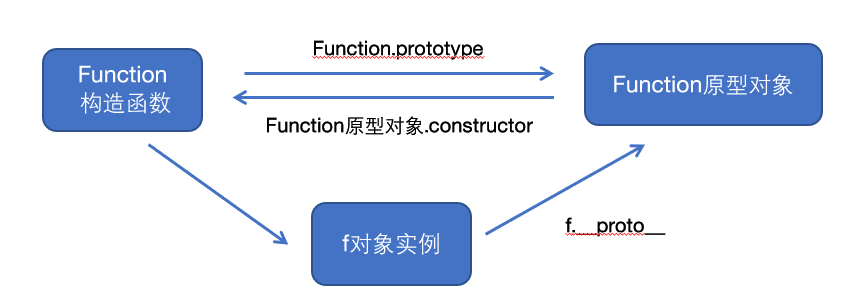 Function.prototype
Function
构造函数
Function原型对象
Function原型对象.constructor
f对象实例
f.__proto__